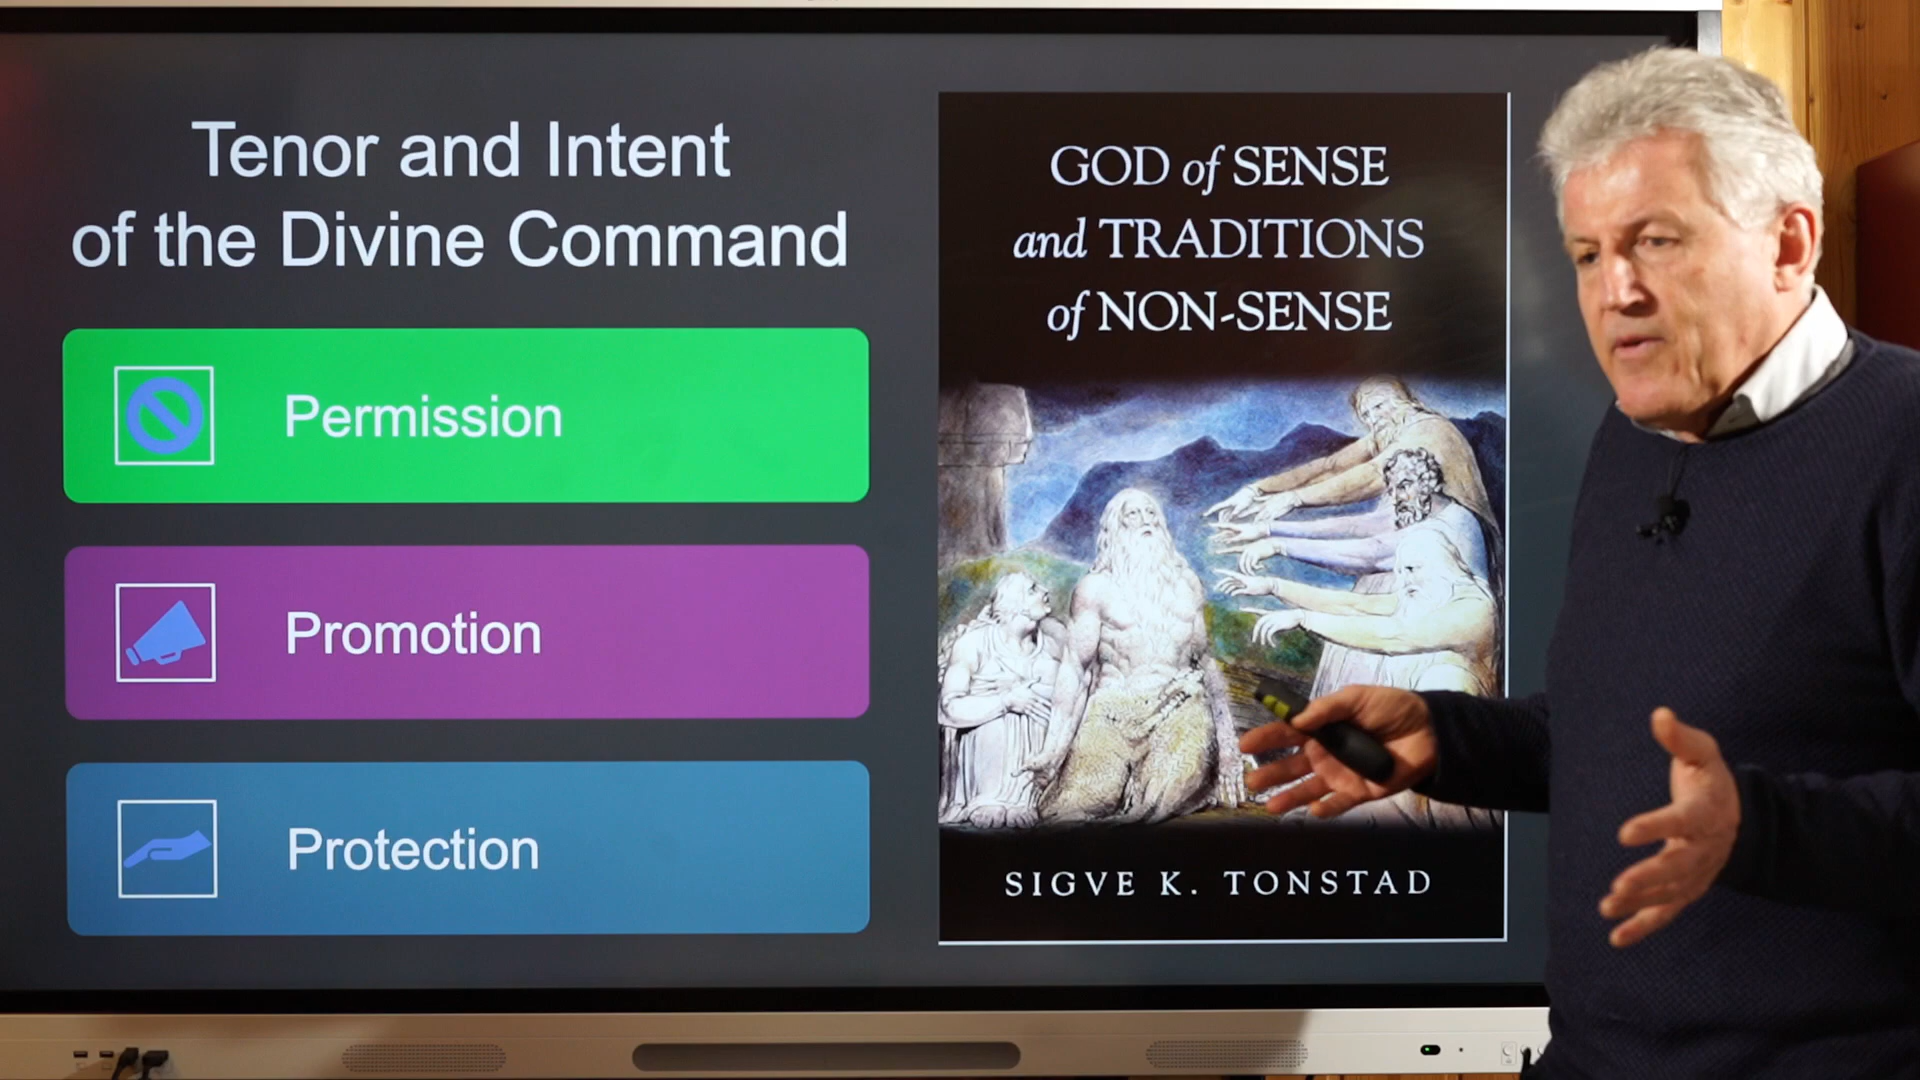 Tenor and Intent
of the Divine Command
Permission
Promotion
Protection
GOD of SENSE
and TRADITIONS
of NON-SENSE
SIGVE K. TONSTAD